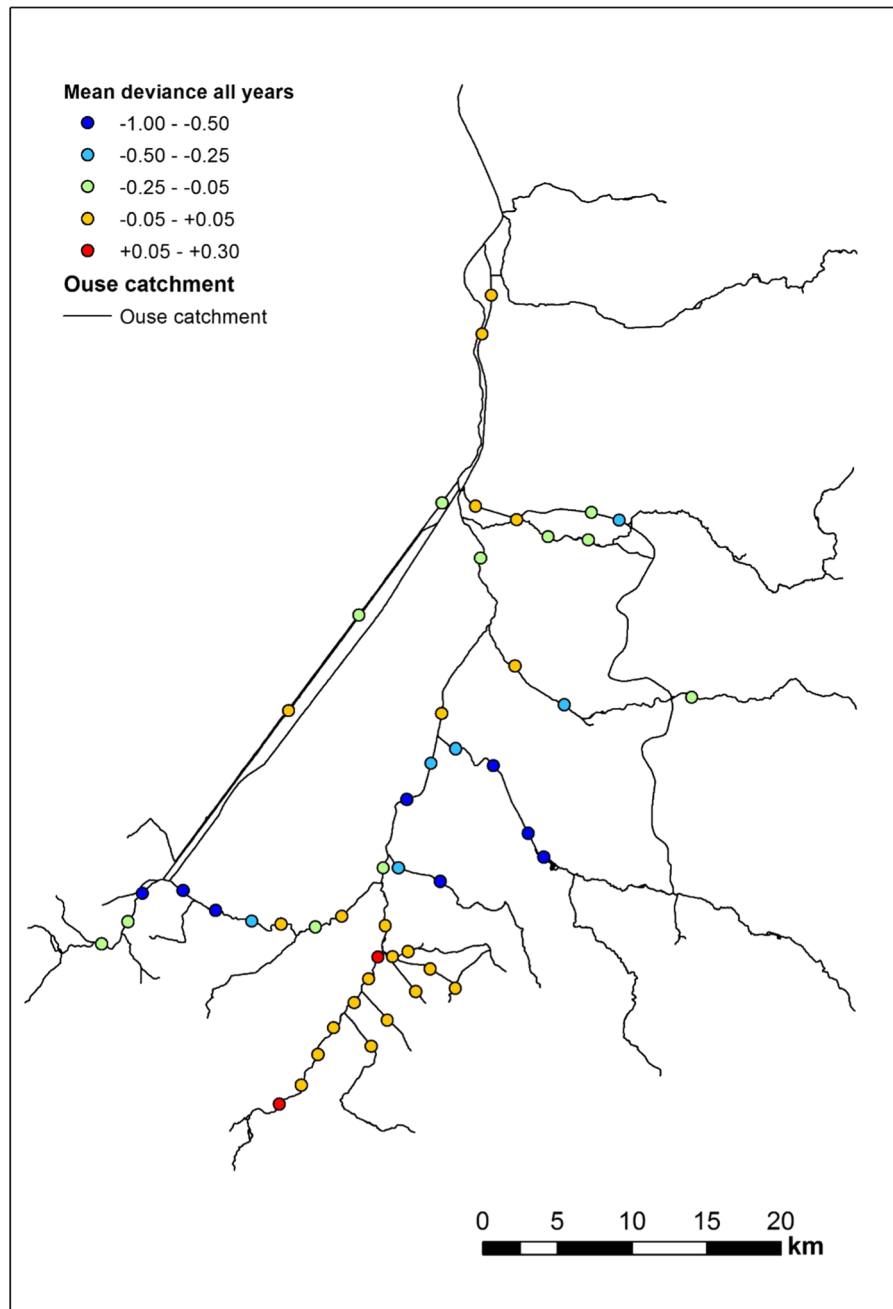 Mean deviance all years
-1.00 - -0.50
-0.50 - -0.25
-0.25 - -0.05
-0.05 - +0.05
+0.05 - +0.30
Ouse catchment
Ouse catchment
0 5 10 15 20
km